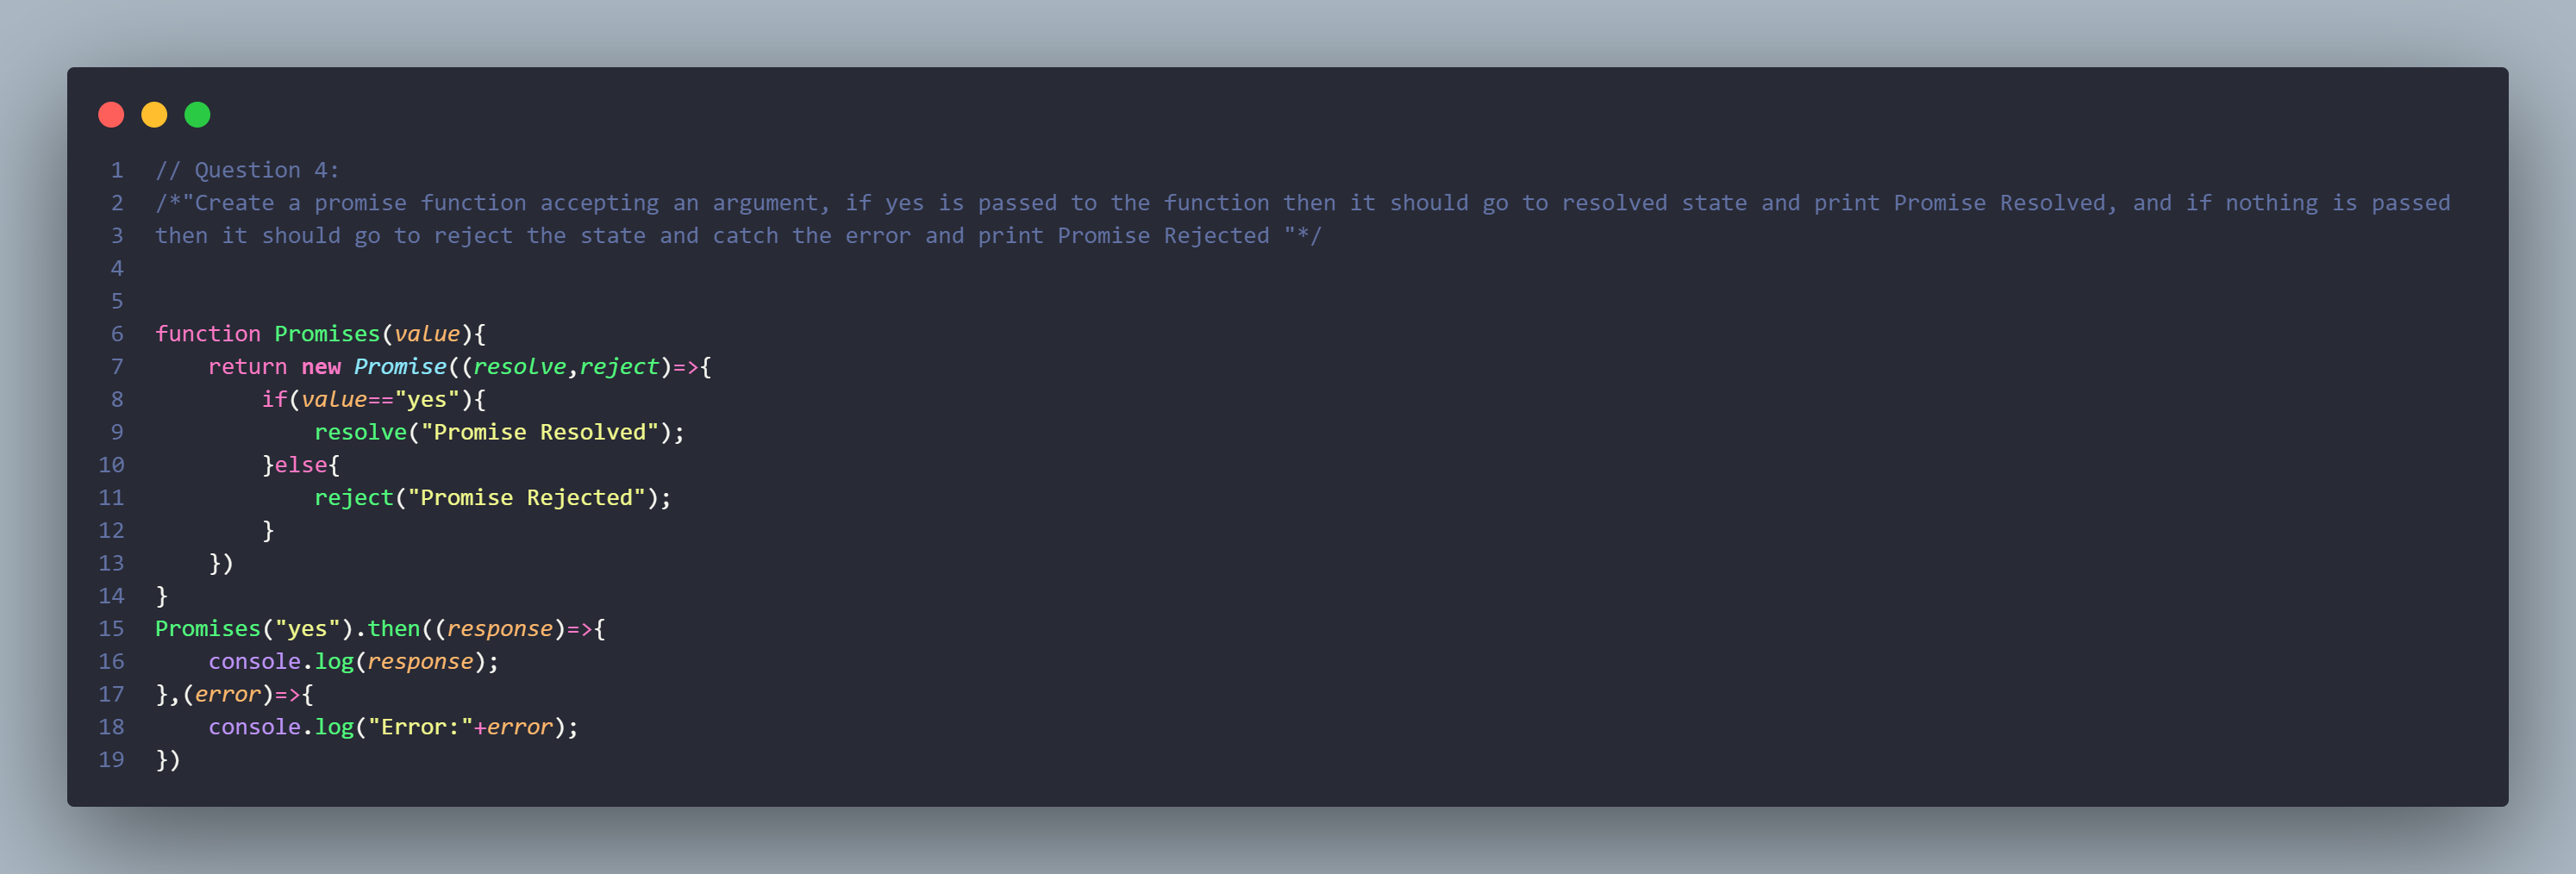 1 // Question 4:
2 /*"Create a promise function accepting an argument, if yes is passed to the function then it should go to resolved state and print Promise Resolved, and if nothing is passed
3 then it should go to reject the state and catch the error and print Promise Rejected "*/
4
5
6 function Promises(value){
7     return new Promise((resolve,reject)=>{
8         if(value=="yes"){
9             resolve("Promise Resolved");
10         }else{
11             reject("Promise Rejected");
12         }
13     })
14 }
15 Promises("yes").then((response)=>{
16     console.log(response);
17 },(error)=>{
18     console.log("Error:"+error);
19 })